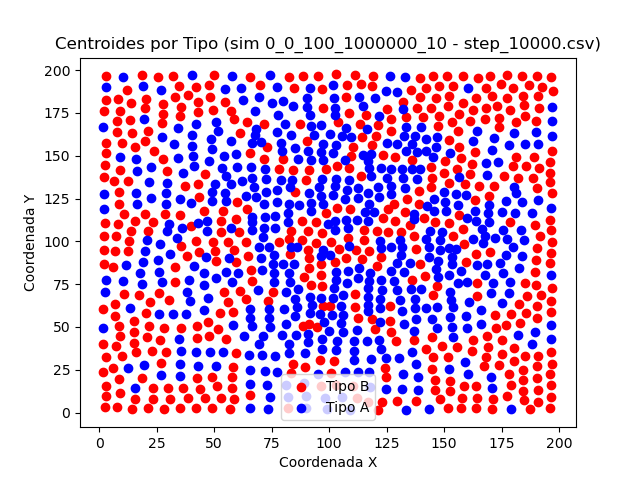 Centroides por Tipo (sim 0_0_100_1000000_10 - step_10000.csv)
Coordenada Y
200
175
150
125
100
75
50
25
0
Tipo B
Tipo A
0 25 50 75 100 125 150 175 200
Coordenada X